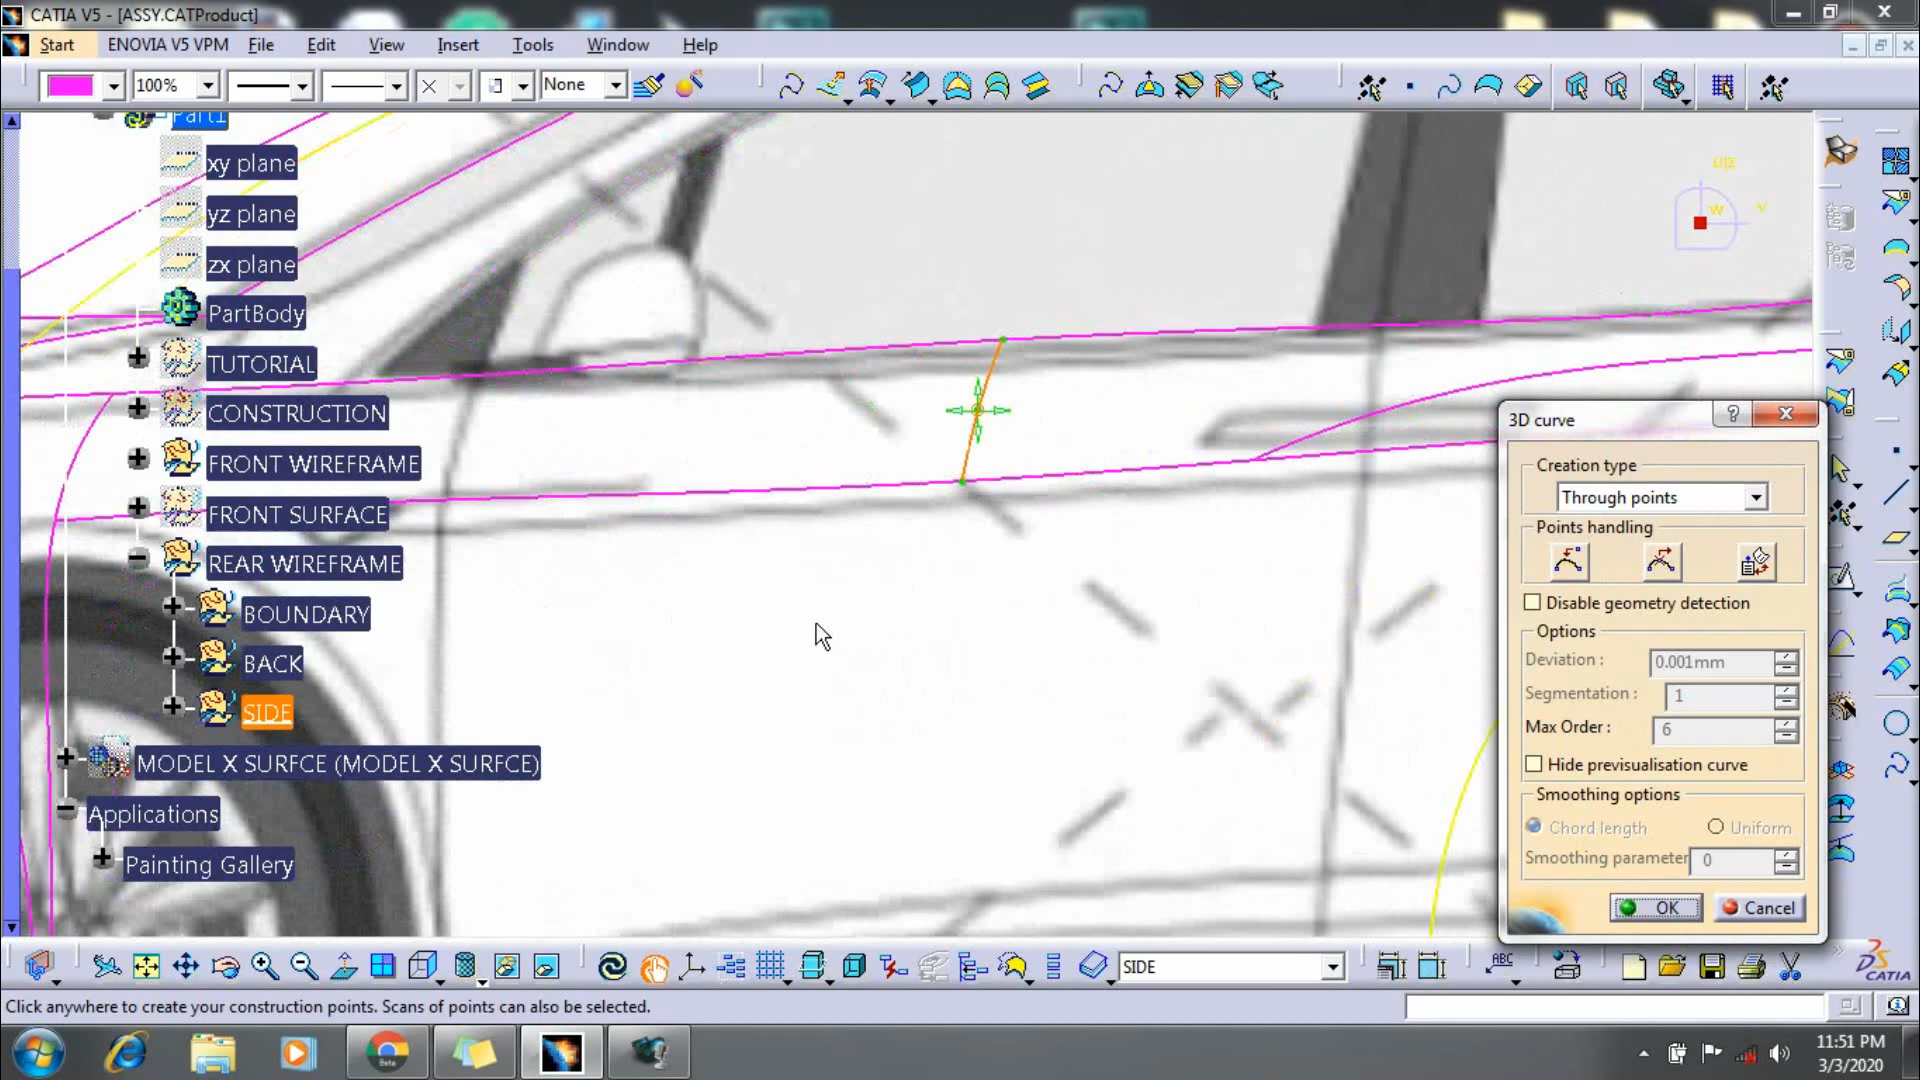 CATIA V5 - [ASSY.CATProduct]
Start ENOVIA V5 VPM File Edit View Insert Tools Window Help
100% None
Part1
xy plane
yz plane
zx plane
PartBody
TUTORIAL
CONSTRUCTION
FRONT WIREFRAME
FRONT SURFACE
REAR WIREFRAME
BOUNDARY
BACK
SIDE
MODEL X SURFCE (MODEL X SURFCE)
Applications
Painting Gallery
w v
3D curve
Creation type
Through points
Points handling
Disable geometry detection
Options
Deviation : 0.001mm
Segmentation : 1
Max Order : 6
Hide previsualisation curve
Smoothing options
Chord length Uniform
Smoothing parameter 0
OK Cancel
SIDE
ABC
CATIA
Click anywhere to create your construction points. Scans of points can also be selected.
Beta
11:51 PM
3/3/2020